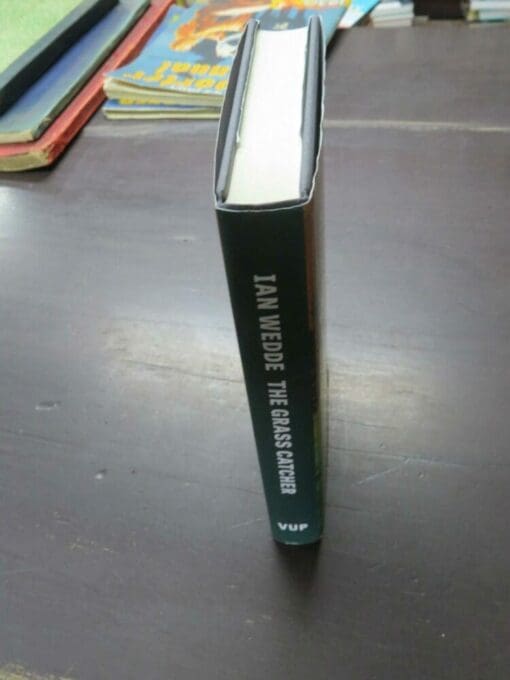 IAN WEDDE THE GRASS CATCHER
VUP